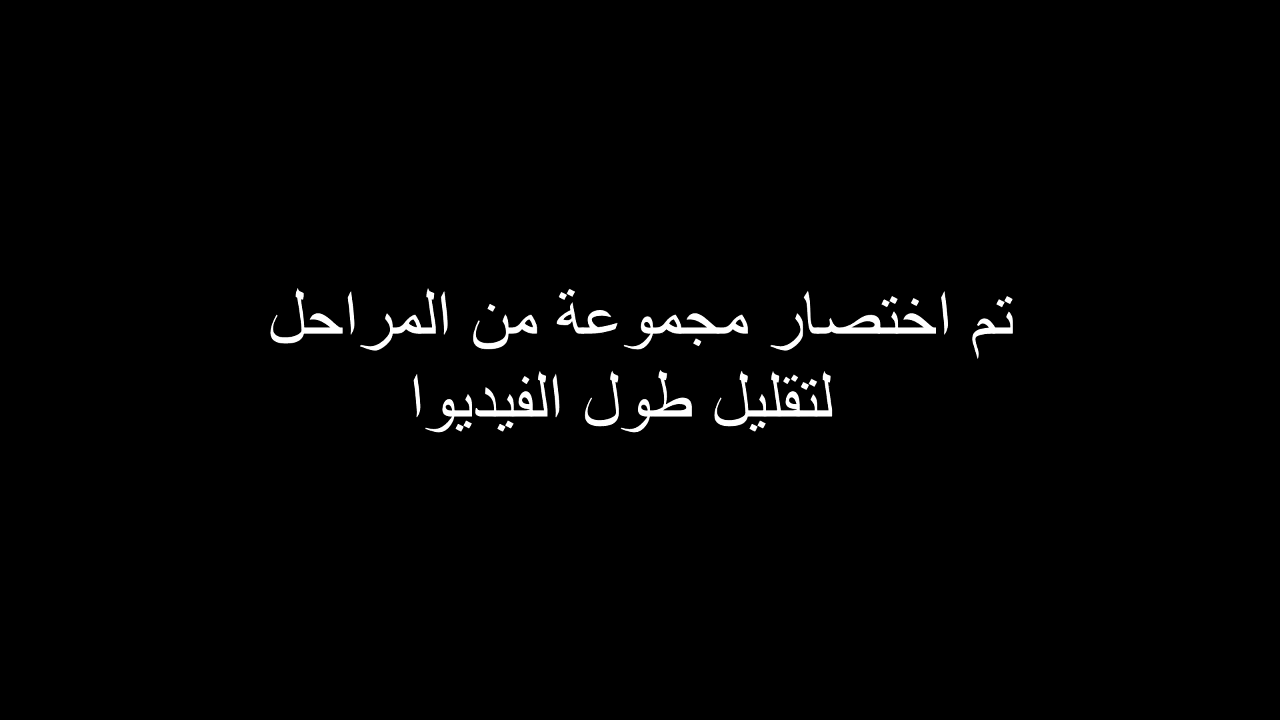 تم اختصار مجموعة من المراحل
لتقليل طول الفيديوا